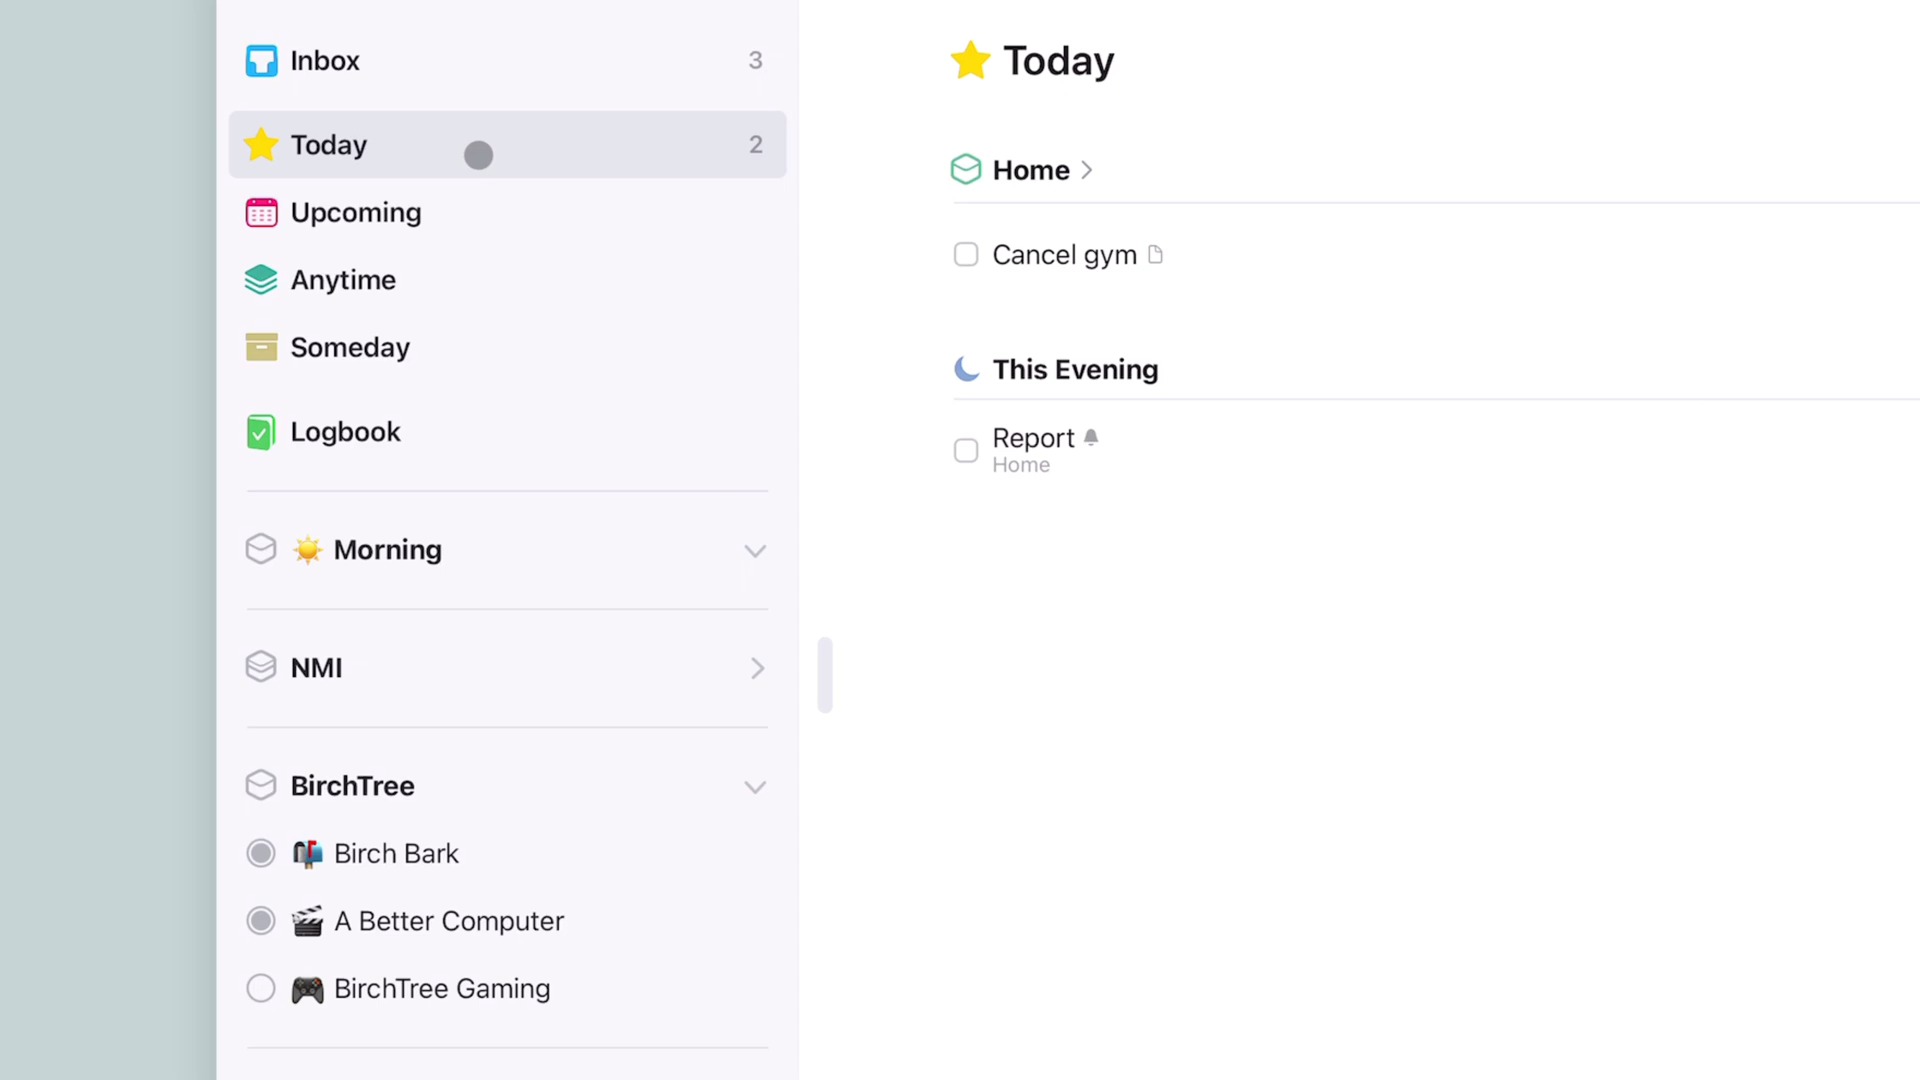 Inbox 3
Today 2
Upcoming
Anytime
Someday
Logbook
Morning
NMI
BirchTree
Birch Bark
A Better Computer
BirchTree Gaming
Today
Home
Cancel gym
This Evening
Report
Home